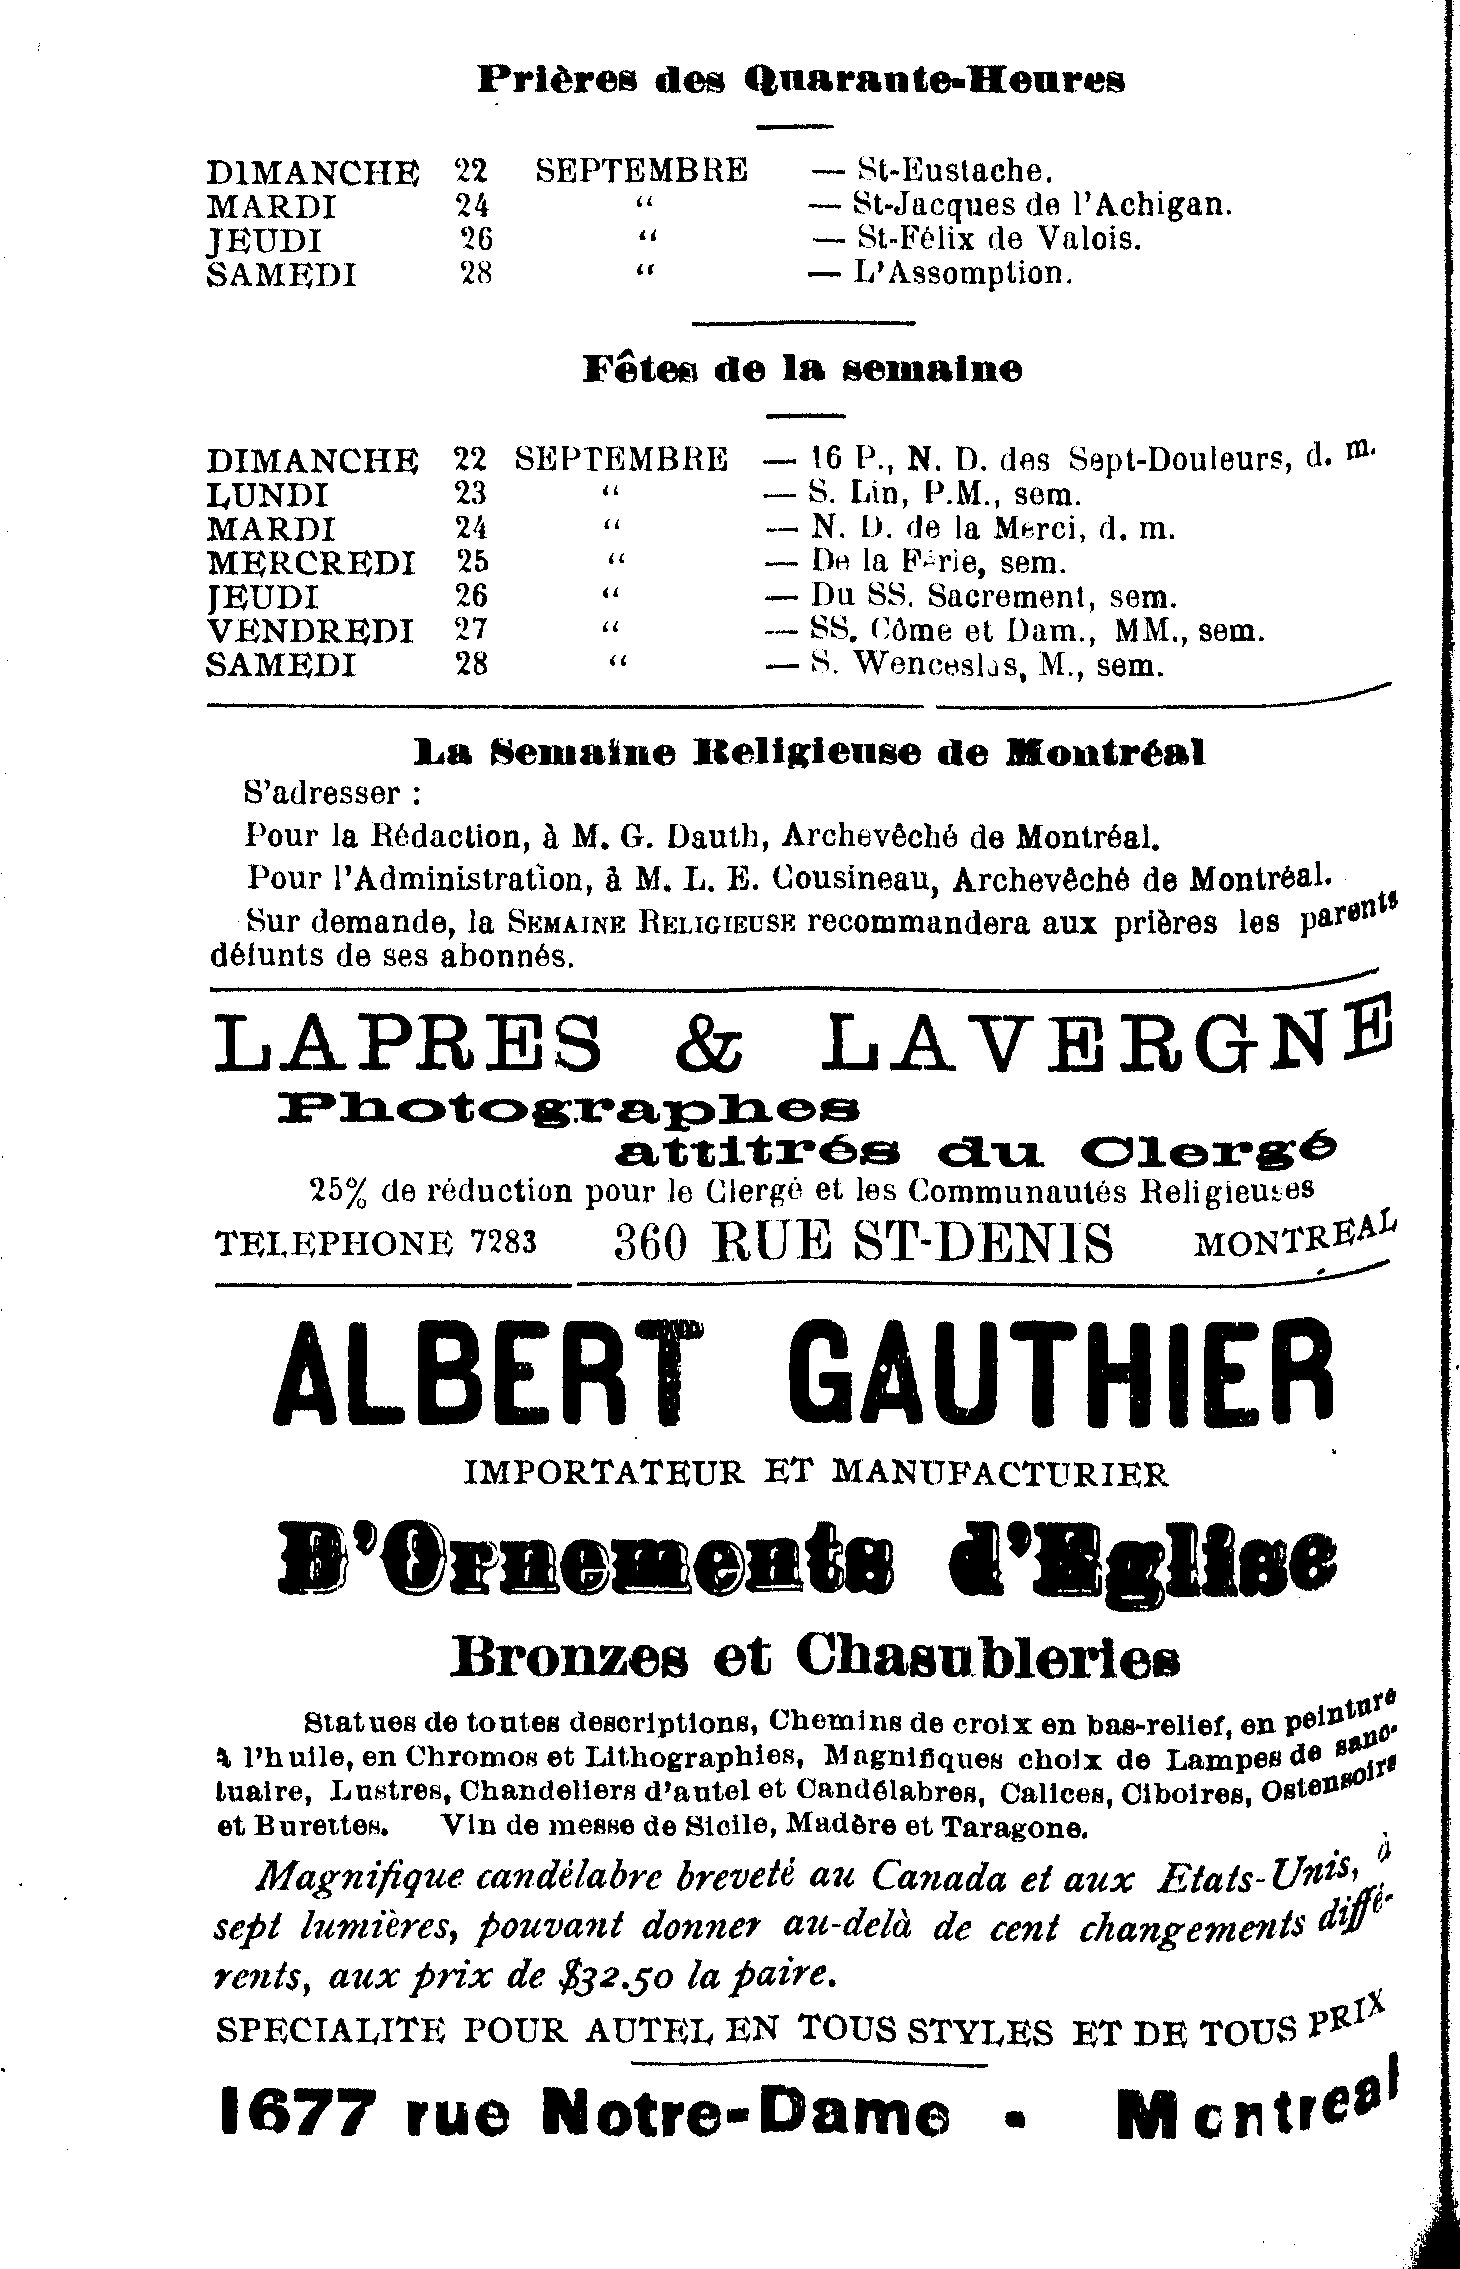 Prières des Quarante-Heures
DIMANCHE 22 SEPTEMBRE — St-Eustache.
MARDI 24 “ — St-Jacques de l'Achigan.
JEUDI 26 “ — St-Félix de Valois.
SAMEDI 28 “ — L'Assomption.
Fêtes de la semaine
DIMANCHE 22 SEPTEMBRE — 16 P., N. D. des Sept-Douleurs, d. m.
LUNDI 23 “ — S. Lin, P.M., sem.
MARDI 24 “ — N. D. de la Merci, d. m.
MERCREDI 25 “ — De la Férie, sem.
JEUDI 26 “ — Du SS. Sacrement, sem.
VENDREDI 27 “ — SS. Côme et Dam., MM., sem.
SAMEDI 28 “ — S. Wenceslas, M., sem.
La Semaine Religieuse de Montréal
S'adresser :
Pour la Rédaction, à M. G. Dauth, Archevêché de Montréal.
Pour l'Administration, à M. L. E. Cousineau, Archevêché de Montréal.
Sur demande, la SEMAINE RELIGIEUSE recommandera aux prières les parents
défunts de ses abonnés.
LAPRES & LAVERGNE
Photographes
attitrés du Clergé
25% de réduction pour le Clergé et les Communautés Religieuses
TELEPHONE 7283 360 RUE ST-DENIS MONTREAL
ALBERT GAUTHIER
IMPORTATEUR ET MANUFACTURIER
D'Ornements d'Eglise
Bronzes et Chasubleries
Statues de toutes descriptions, Chemins de croix en bas-relief, en peinture
à l'huile, en Chromos et Lithographies, Magnifiques choix de Lampes de sanc-
tuaire, Lustres, Chandeliers d'autel et Candélabres, Calices, Ciboires, Ostensoire
et Burettes. Vin de messe de Sicile, Madère et Taragone.
Magnifique candélabre breveté au Canada et aux Etats-Unis, à
sept lumières, pouvant donner au-delà de cent changements diffé-
rents, aux prix de $32.50 la paire.
SPECIALITE POUR AUTEL EN TOUS STYLES ET DE TOUS PRIX
1677 rue Notre-Dame - Montreal